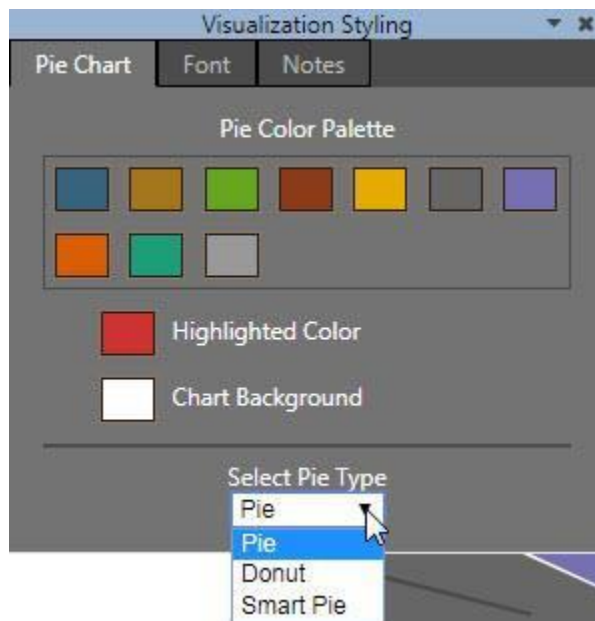 Visualization Styling
Pie Chart Font Notes
Pie Color Palette
Highlighted Color
Chart Background
Select Pie Type
Pie
Pie
Donut
Smart Pie